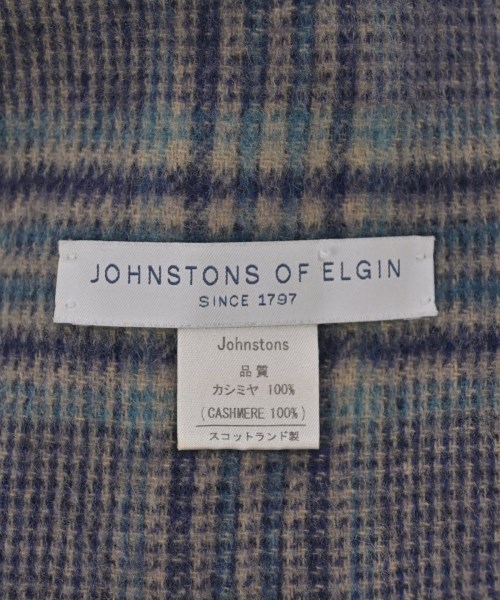 JOHNSTONS OF ELGIN
SINCE 1797
Johnstons
品質
カシミヤ 100%
(CASHMERE 100%)
スコットランド製